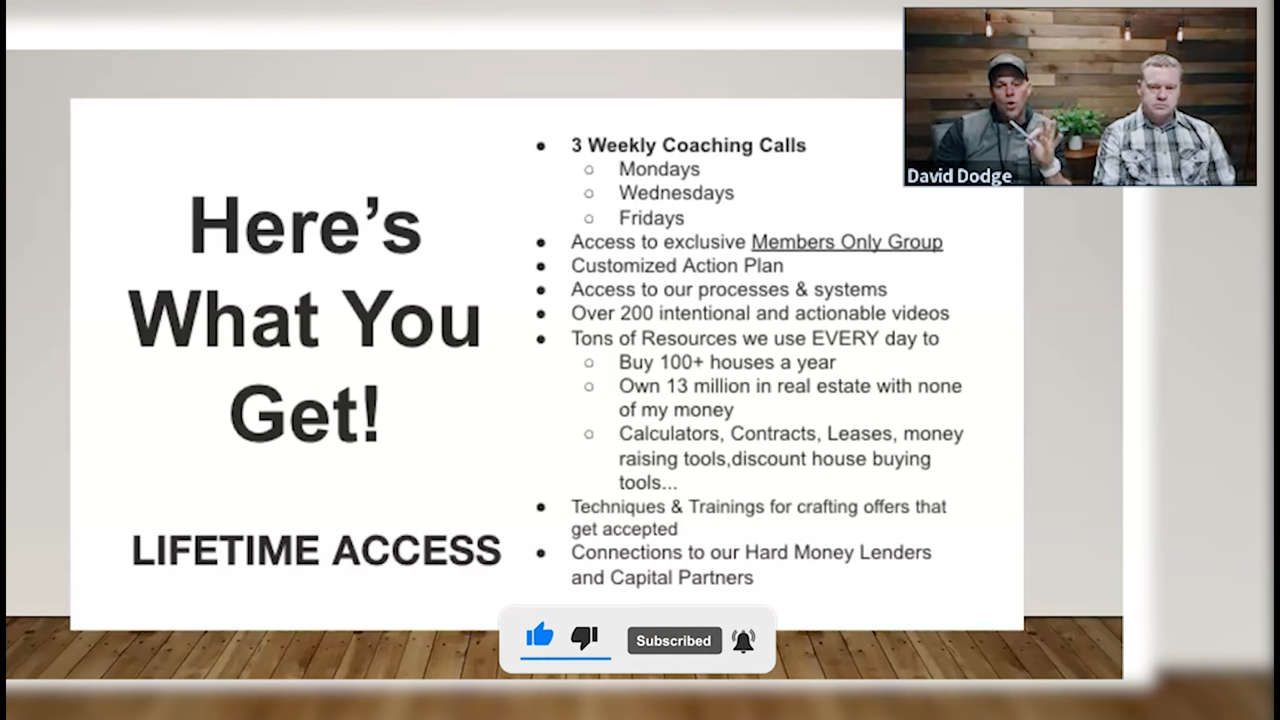 Here's
What You
Get!
LIFETIME ACCESS
• 3 Weekly Coaching Calls
○ Mondays
○ Wednesdays
○ Fridays
• Access to exclusive Members Only Group
• Customized Action Plan
• Access to our processes & systems
• Over 200 intentional and actionable videos
• Tons of Resources we use EVERY day to
○ Buy 100+ houses a year
○ Own 13 million in real estate with none
of my money
○ Calculators, Contracts, Leases, money
raising tools,discount house buying
tools...
• Techniques & Trainings for crafting offers that
get accepted
• Connections to our Hard Money Lenders
and Capital Partners
David Dodge
Subscribed